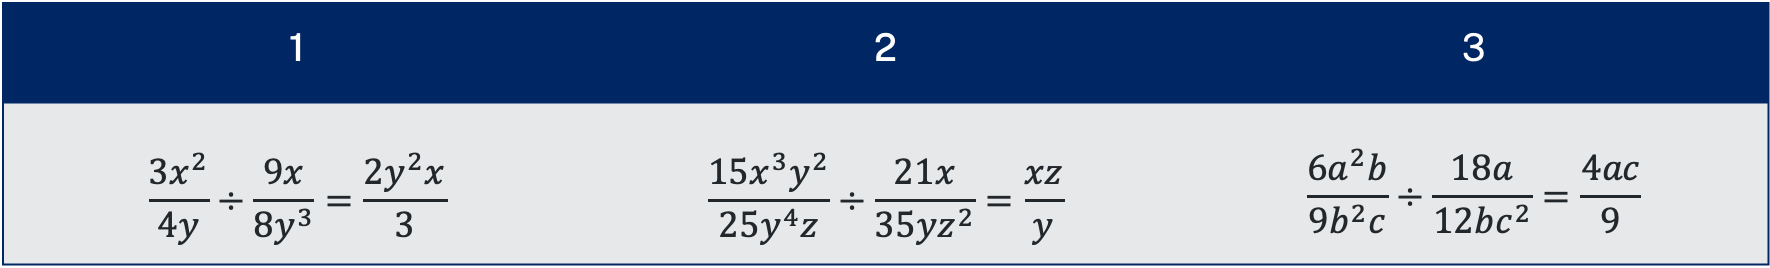 1 2 3
3x²/4y ÷ 9x/8y³ = 2y²x/3
15x³y²/25y⁴z ÷ 21x/35yz² = xz/y
6a²b/9b²c ÷ 18a/12bc² = 4ac/9